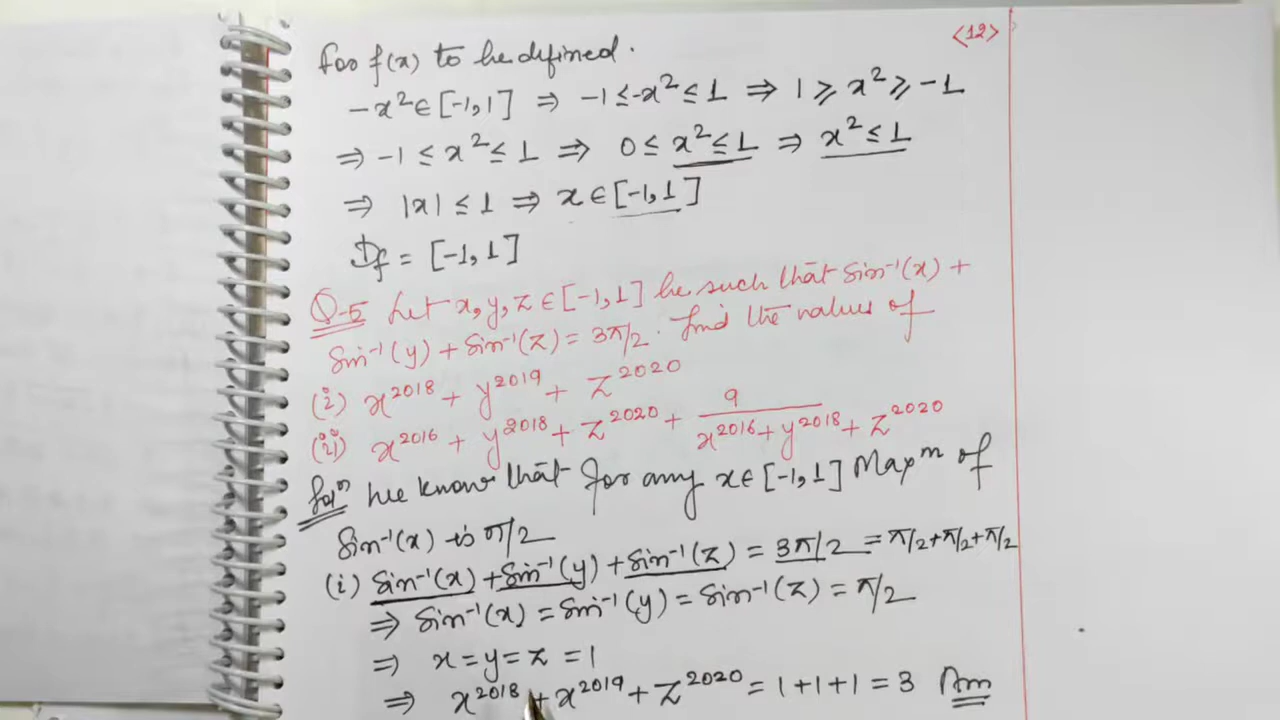 <12>
For f(x) to be defined.
-x² ∈ [-1,1] ⇒ -1 ≤ -x² ≤ 1 ⇒ 1 ≥ x² ≥ -1
⇒ -1 ≤ x² ≤ 1 ⇒ 0 ≤ x² ≤ 1 ⇒ x² ≤ 1
⇒ |x| ≤ 1 ⇒ x ∈ [-1,1]
Df = [-1,1]
Q-5 Let x, y, z ∈ [-1,1] be such that Sin⁻¹(x) +
Sin⁻¹(y) + Sin⁻¹(z) = 3π/2. find the values of
(i) x²⁰¹⁸ + y²⁰¹⁹ + z²⁰²⁰
(ii) x²⁰¹⁶ + y²⁰¹⁸ + z²⁰²⁰ + 9/(x²⁰¹⁶ + y²⁰¹⁸ + z²⁰²⁰)
Solⁿ We know that for any x ∈ [-1,1] Maxᵐ of
Sin⁻¹(x) is π/2
(i) Sin⁻¹(x) + Sin⁻¹(y) + Sin⁻¹(z) = 3π/2 = π/2+π/2+π/2
⇒ Sin⁻¹(x) = Sin⁻¹(y) = Sin⁻¹(z) = π/2
⇒ x = y = z = 1
⇒ x²⁰¹⁸ + x²⁰¹⁹ + z²⁰²⁰ = 1+1+1 = 3 Ans